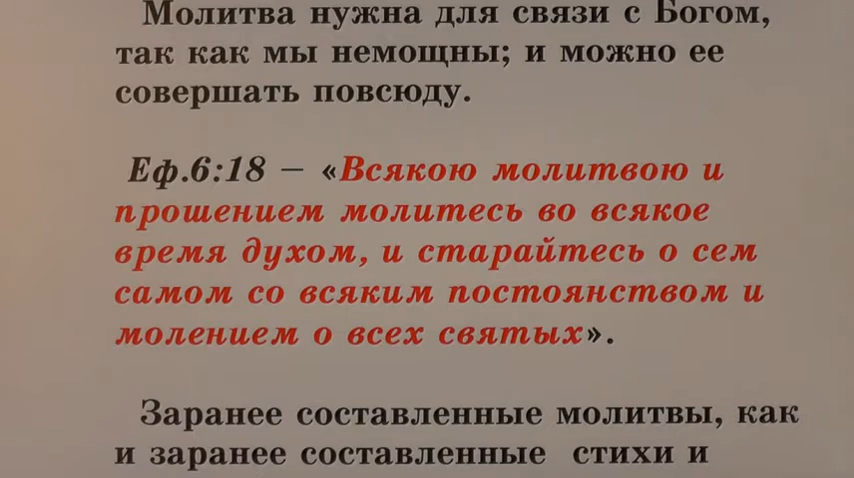 Молитва нужна для связи с Богом,
так как мы немощны; и можно ее
совершать повсюду.
Еф.6:18 – «Всякою молитвою и
прошением молитесь во всякое
время духом, и старайтесь о сем
самом со всяким постоянством и
молением о всех святых».
Заранее составленные молитвы, как
и заранее составленные стихи и